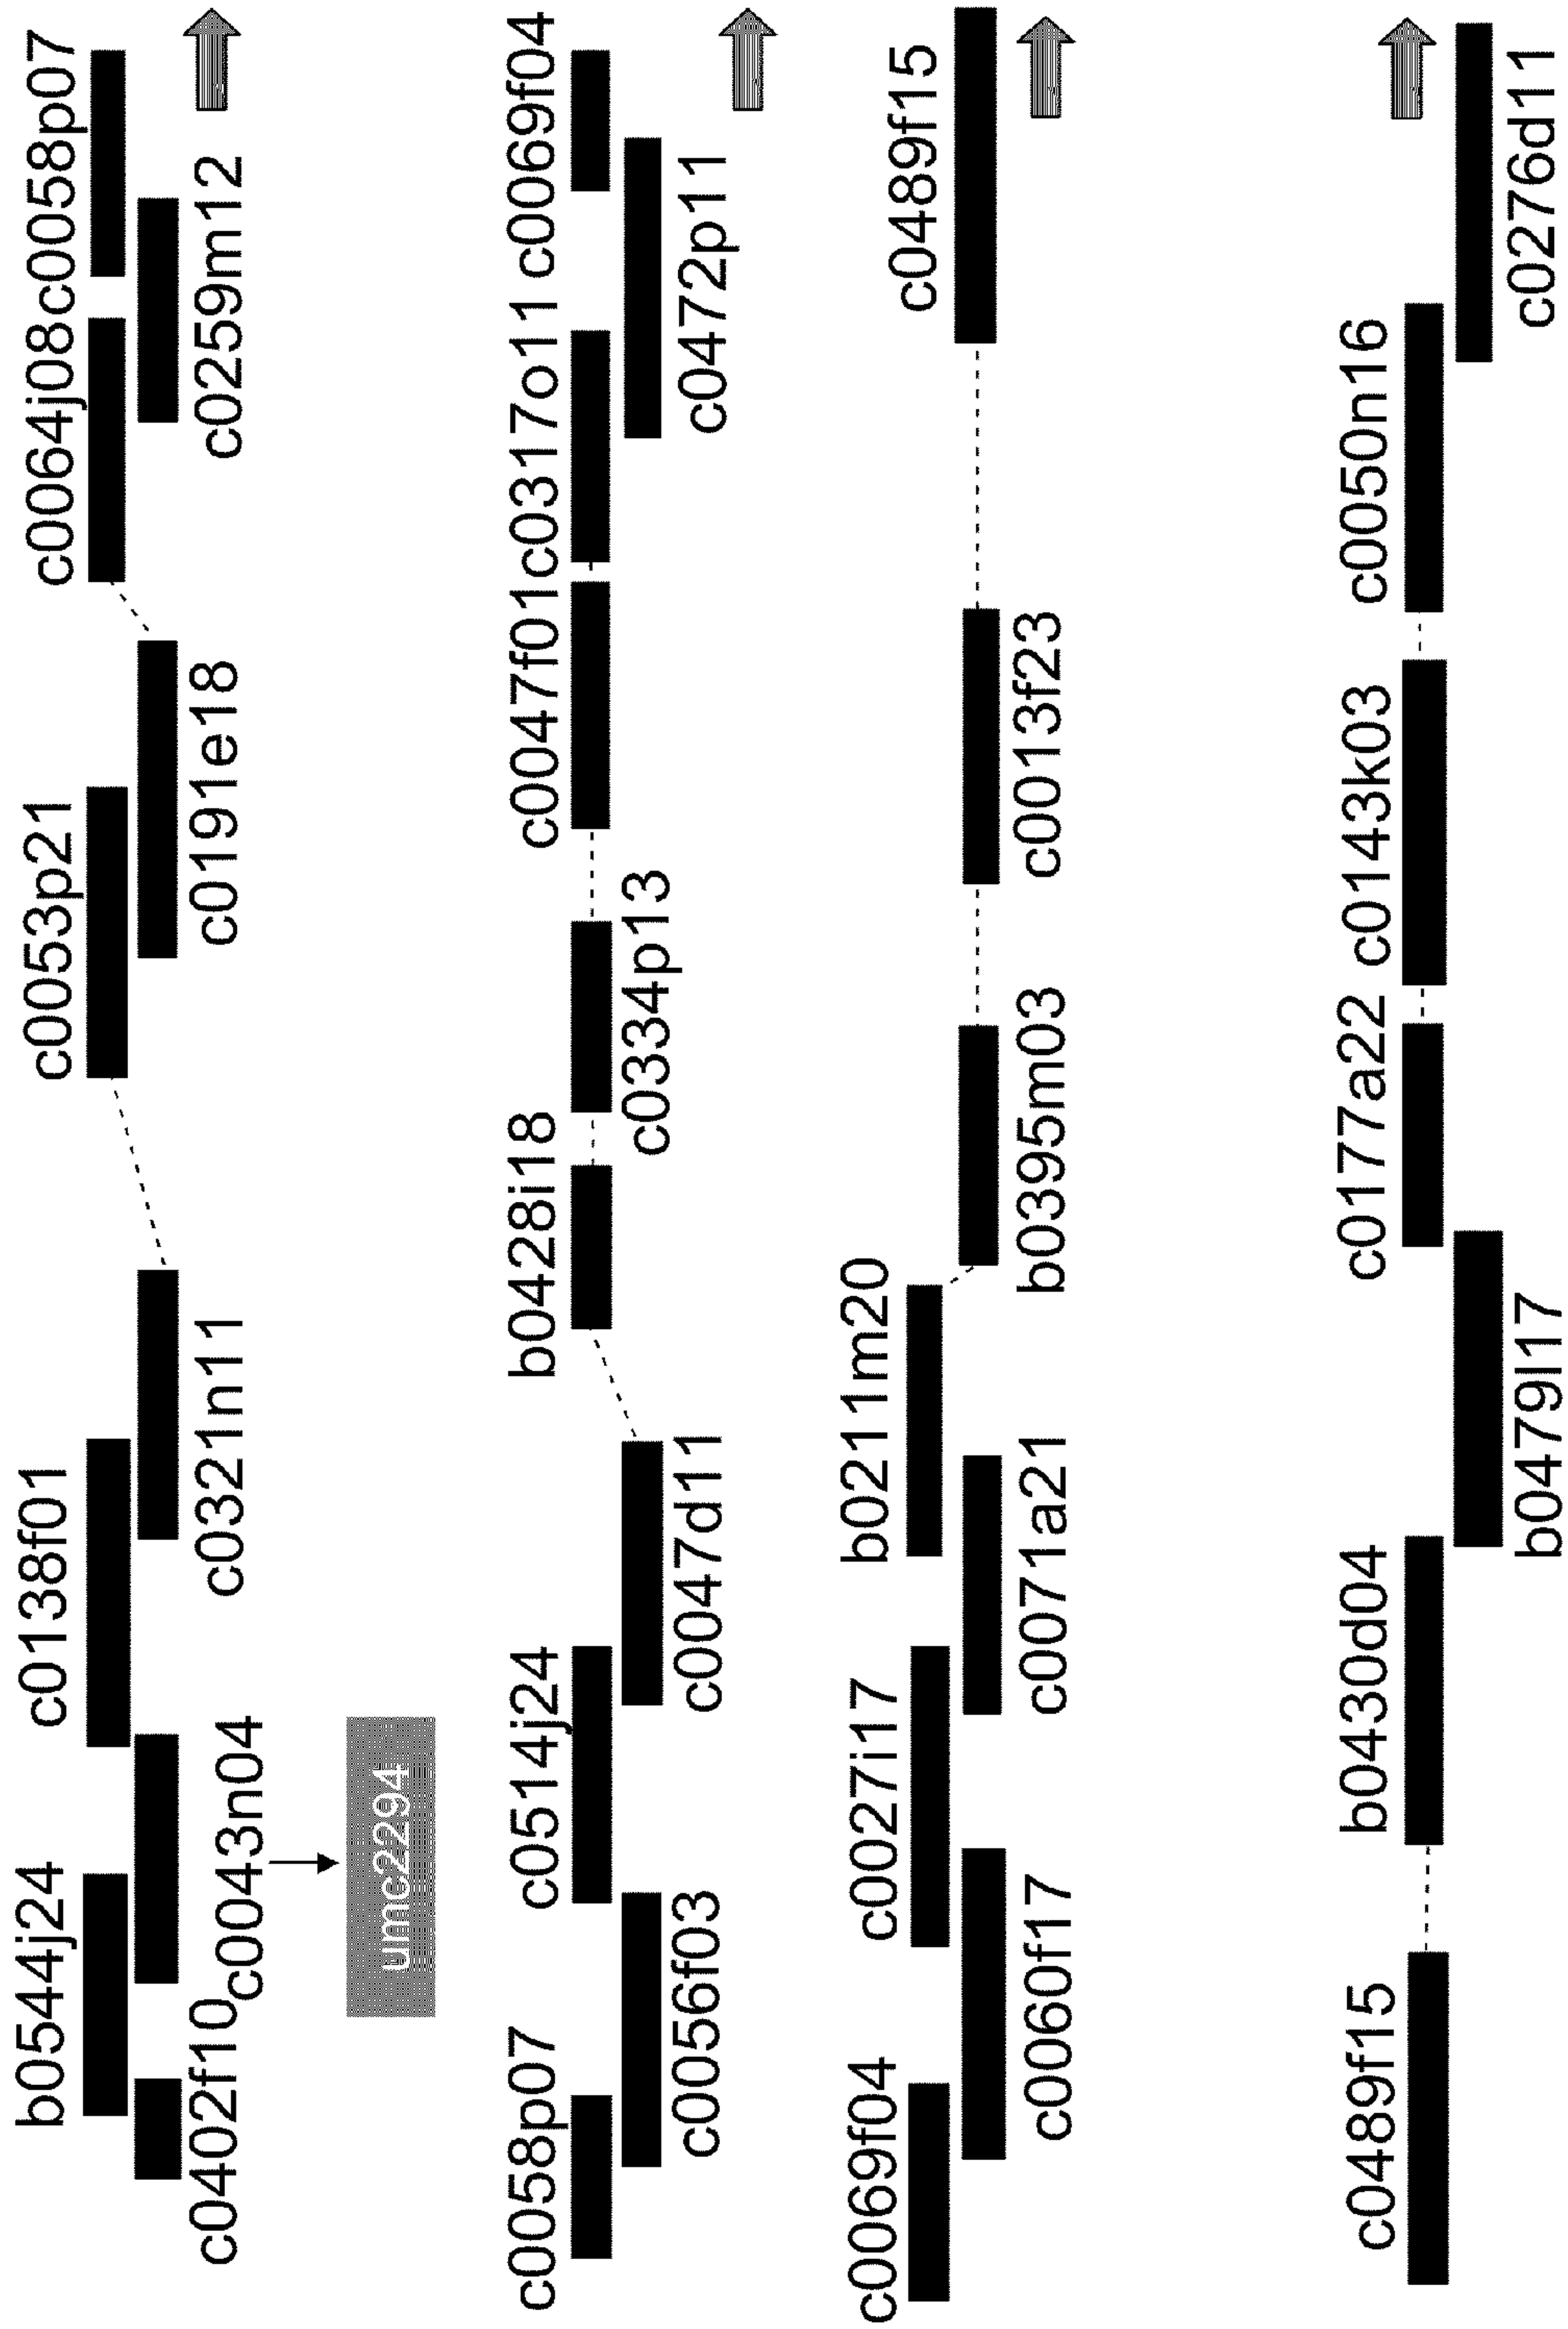 b0544j24 c0138f01 c0053p21 c0064j08 c0058p07
c0402f10 c0043n04 c0321n11 c0191e18 c0259m12
umc2294
c0058p07 c0514j24 b0428i18 c0047f01 c0317o11 c0069f04
c0056f03 c0047d11 c0334p13 c0472p11
c0069f04 c0027i17 b0211m20 c0489f15
c0060f17 c0071a21 b0395m03 c0013f23
c0489f15 b0430d04 c0177a22 c0143k03 c0050n16
b0479l17 c0276d11